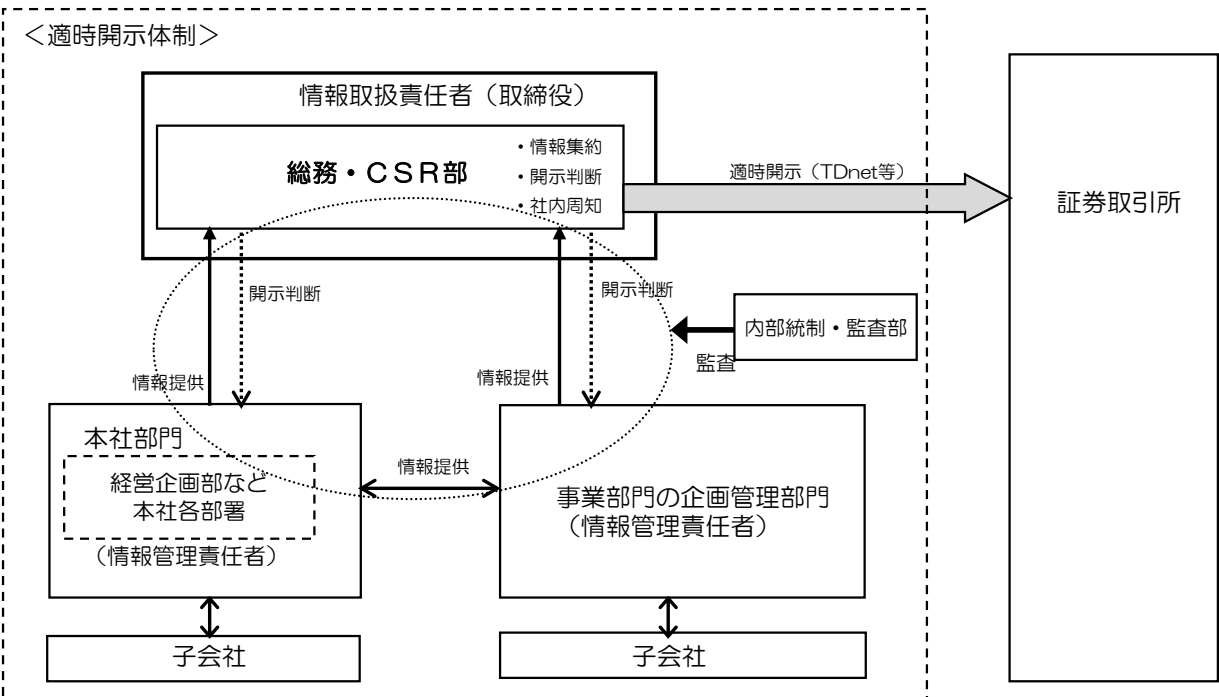 ＜適時開示体制＞
情報取扱責任者（取締役）
総務・ＣＳＲ部
・情報集約
・開示判断
・社内周知
適時開示（TDnet等）
証券取引所
開示判断
開示判断
内部統制・監査部
監査
情報提供
情報提供
本社部門
経営企画部など
本社各部署
（情報管理責任者）
情報提供
事業部門の企画管理部門
（情報管理責任者）
子会社
子会社